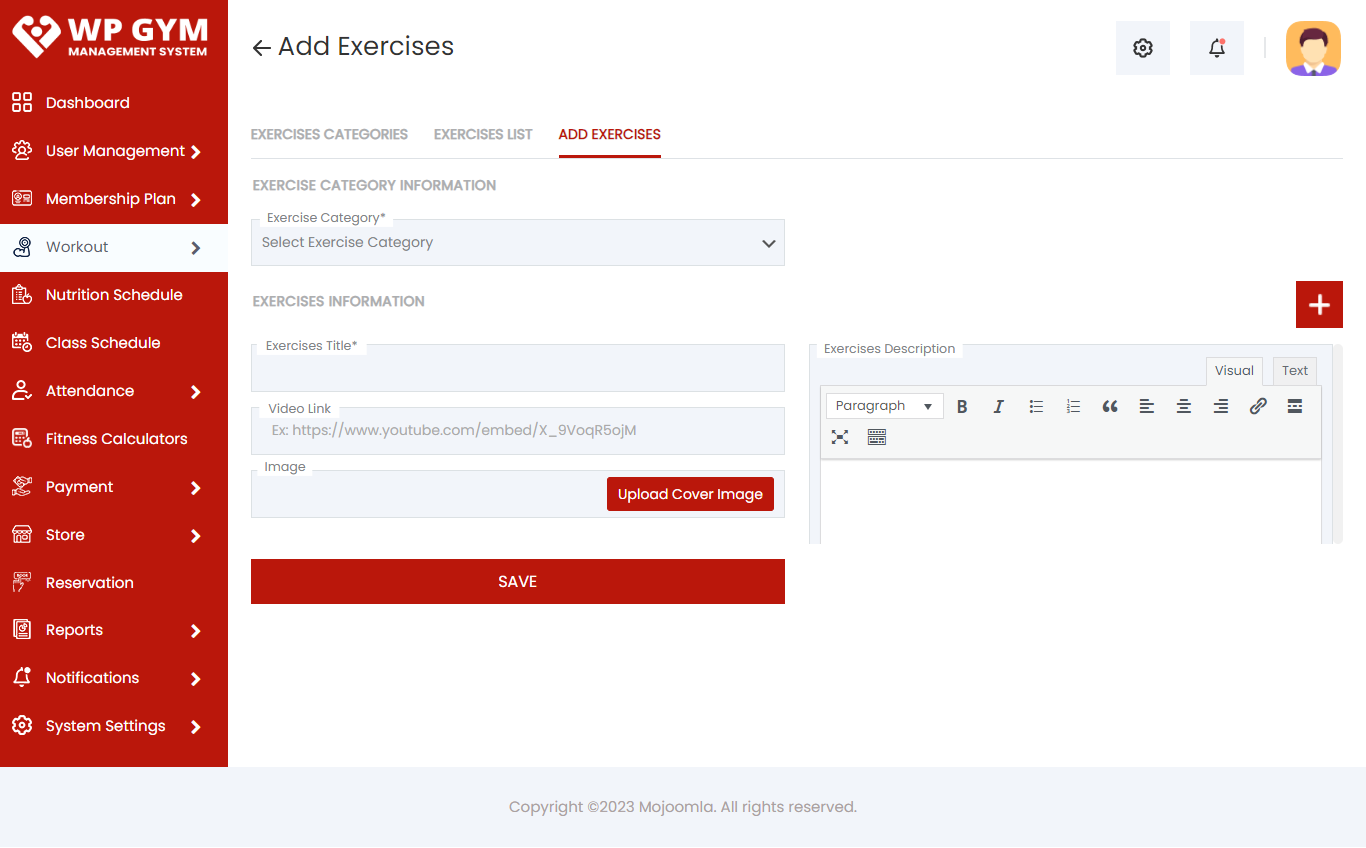 WP GYM
MANAGEMENT SYSTEM
Dashboard
User Management
Membership Plan
Workout
Nutrition Schedule
Class Schedule
Attendance
Fitness Calculators
Payment
Store
Reservation
Reports
Notifications
System Settings
Add Exercises
EXERCISES CATEGORIES EXERCISES LIST ADD EXERCISES
EXERCISE CATEGORY INFORMATION
Exercise Category*
Select Exercise Category
EXERCISES INFORMATION
Exercises Title*
Video Link
Ex: https://www.youtube.com/embed/X_9VoqR5ojM
Image
Upload Cover Image
SAVE
Exercises Description
Visual Text
Paragraph
Copyright ©2023 Mojoomla. All rights reserved.